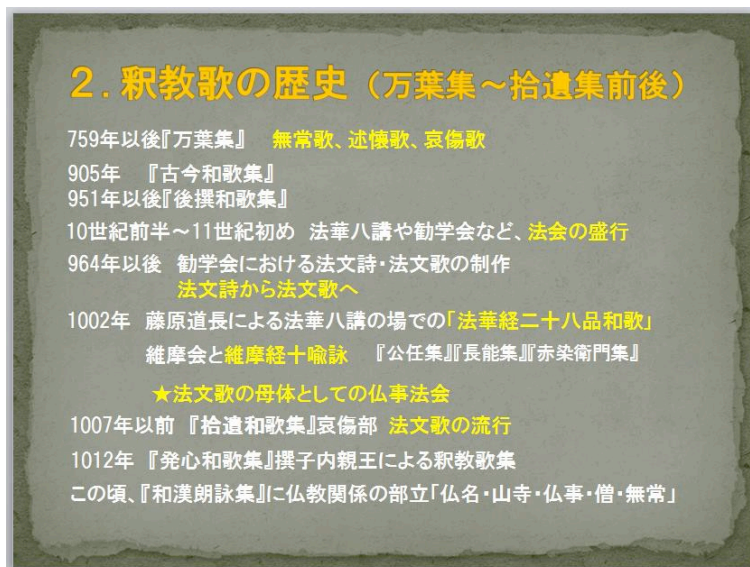 ２．釈教歌の歴史（万葉集～拾遺集前後）
759年以後『万葉集』　無常歌、述懐歌、哀傷歌
905年　『古今和歌集』
951年以後『後撰和歌集』
10世紀前半～11世紀初め　法華八講や勧学会など、法会の盛行
964年以後　勧学会における法文詩・法文歌の制作
法文詩から法文歌へ
1002年　藤原道長による法華八講の場での「法華経二十八品和歌」
維摩会と維摩経十喩詠　『公任集』『長能集』『赤染衛門集』
★法文歌の母体としての仏事法会
1007年以前　『拾遺和歌集』哀傷部　法文歌の流行
1012年　『発心和歌集』撰子内親王による釈教歌集
この頃、『和漢朗詠集』に仏教関係の部立「仏名・山寺・仏事・僧・無常」